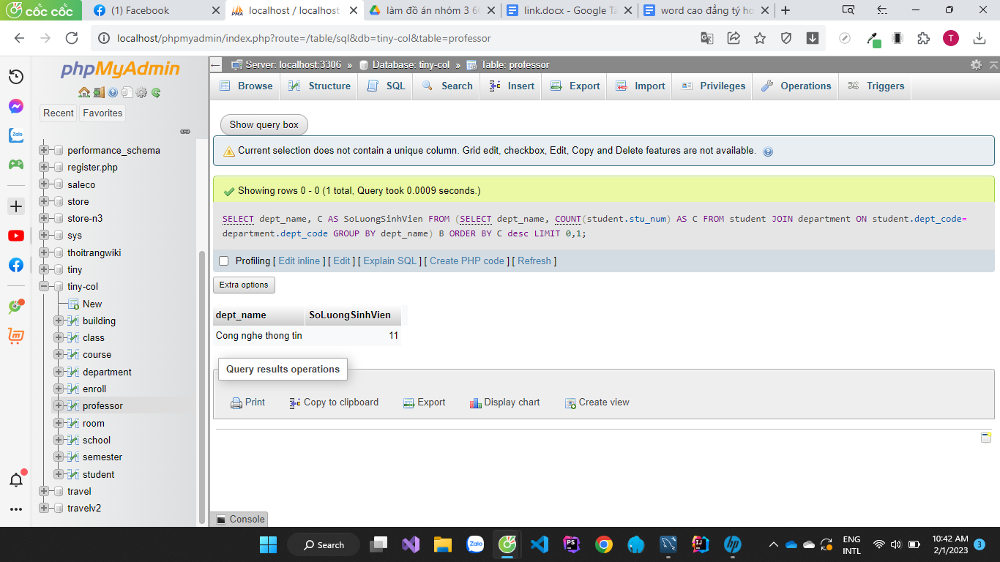 cốc cốc
(1) Facebook
localhost / localhost
làm đồ án nhóm 3 6
link.docx - Google Tà
word cao đẳng tý họ
localhost/phpmyadmin/index.php?route=/table/sql&db=tiny-col&table=professor
T
phpMyAdmin
Recent
Favorites
performance_schema
register.php
saleco
store
store-n3
sys
thoitrangwiki
tiny
tiny-col
New
building
class
course
department
enroll
professor
room
school
semester
student
travel
travelv2
Zalo
Server: localhost:3306 » Database: tiny-col » Table: professor
Browse
Structure
SQL
Search
Insert
Export
Import
Privileges
Operations
Triggers
Show query box
Current selection does not contain a unique column. Grid edit, checkbox, Edit, Copy and Delete features are not available.
Showing rows 0 - 0 (1 total, Query took 0.0009 seconds.)
SELECT dept_name, C AS SoLuongSinhVien FROM (SELECT dept_name, COUNT(student.stu_num) AS C FROM student JOIN department ON student.dept_code=
department.dept_code GROUP BY dept_name) B ORDER BY C desc LIMIT 0,1;
Profiling [ Edit inline ] [ Edit ] [ Explain SQL ] [ Create PHP code ] [ Refresh ]
Extra options
dept_name SoLuongSinhVien
Cong nghe thong tin 11
Query results operations
Print
Copy to clipboard
Export
Display chart
Create view
Console
Search
Zalo
PS
IJ
hp
ENG
INTL
10:42 AM
2/1/2023
3